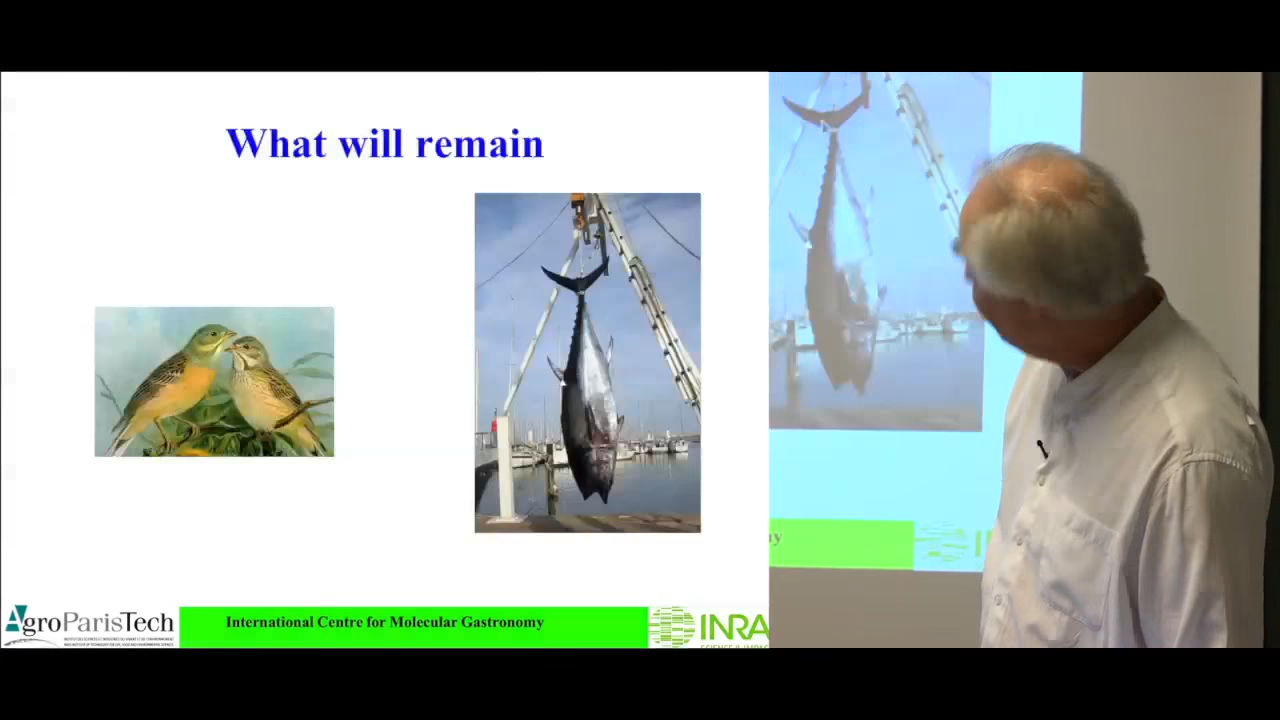 What will remain
AgroParisTech
International Centre for Molecular Gastronomy
INRA